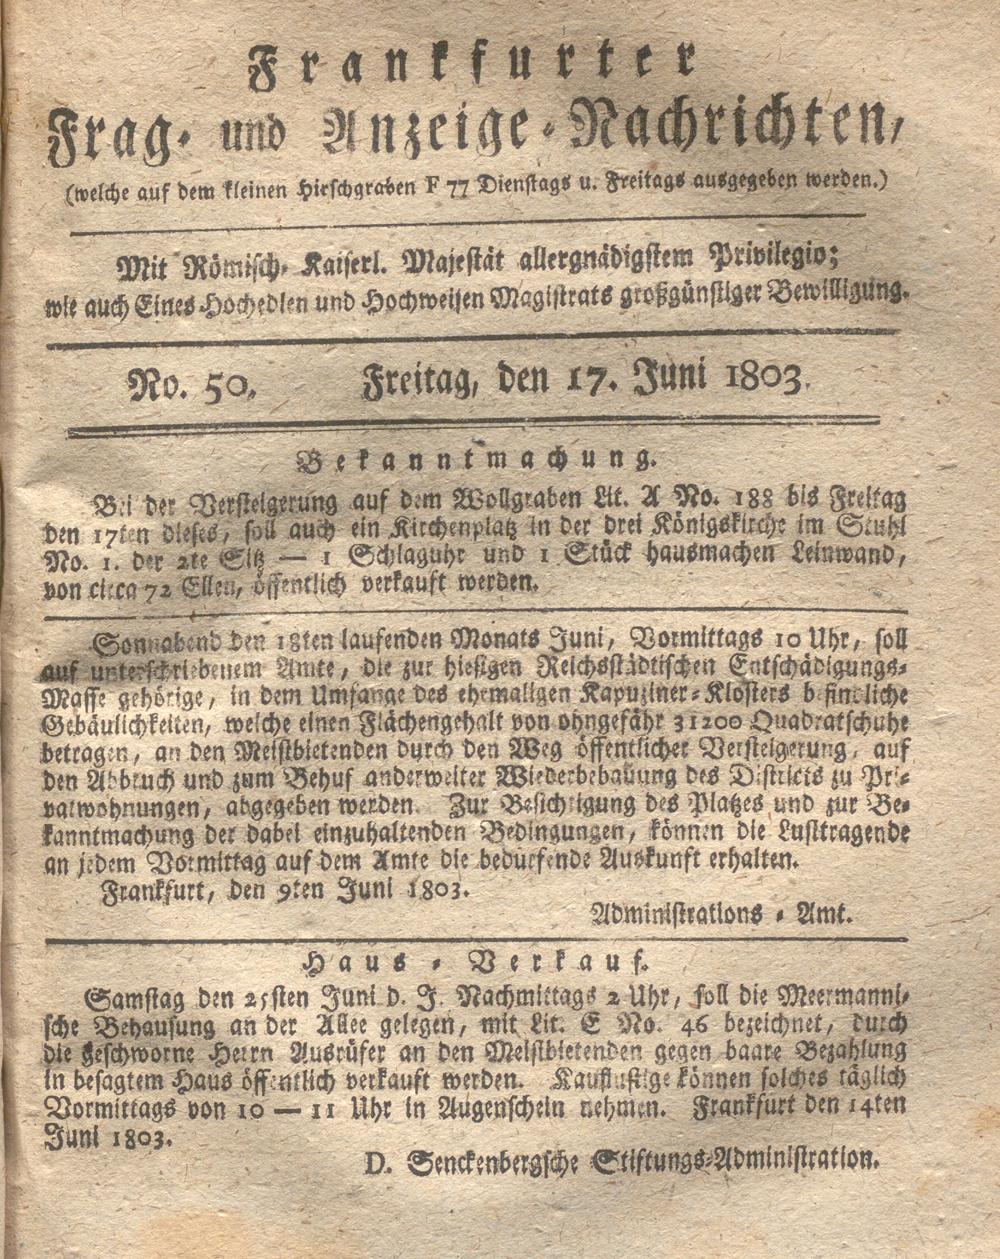 Frankfurter
Frag- und Anzeige-Nachrichten,
(welche auf dem kleinen Hirschgraben F 77 Dienstags u. Freitags ausgegeben werden.)
Mit Römisch- Kaiserl. Majestät allergnädigstem Privilegio;
wie auch Eines Hochedlen und Hochweisen Magistrats großgünstiger Bewilligung.
No. 50. Freitag, den 17. Juni 1803.
Bekanntmachung.
Bei der Versteigerung auf dem Wollgraben Lit. A No. 188 bis Freitag
den 17ten dieses, soll auch ein Kirchenplatz in der drei Königskirche im Stuhl
No. 1. der 2te Sitz — 1 Schlaguhr und 1 Stück hausmachen Leinwand,
von circa 72 Ellen, öffentlich verkauft werden.
Sonnabend den 18ten laufenden Monats Juni, Vormittags 10 Uhr, soll
auf unterschriebenem Amte, die zur hiesigen Reichsstädtischen Entschädigungs-
Masse gehörige, in dem Umfange des ehemaligen Kapuziner-Klosters befindliche
Gebäulichkeiten, welche einen Flächengehalt von ohngefähr 31200 Quadratschuhe
betragen, an den Meistbietenden durch den Weg öffentlicher Versteigerung, auf
den Abbruch und zum Behuf anderweiter Wiederbebauung des Districts zu Pri-
vatwohnungen, abgegeben werden. Zur Besichtigung des Platzes und zur Be-
kanntmachung der dabei einzuhaltenden Bedingungen, können die Lusttragende
an jedem Vormittag auf dem Amte die bedürfende Auskunft erhalten.
Frankfurt, den 9ten Juni 1803.
Administrations - Amt.
Haus - Verkauf.
Samstag den 25sten Juni d. J. Nachmittags 2 Uhr, soll die Meermanni-
sche Behausung an der Allee gelegen, mit Lit. E No. 46 bezeichnet, durch
die geschworne Herrn Ausrüfer an den Meistbietenden gegen baare Bezahlung
in besagtem Haus öffentlich verkauft werden. Kauflustige können solches täglich
Vormittags von 10 — 11 Uhr in Augenschein nehmen. Frankfurt den 14ten
Juni 1803.
D. Senckenbergsche Stiftungs-Administration.